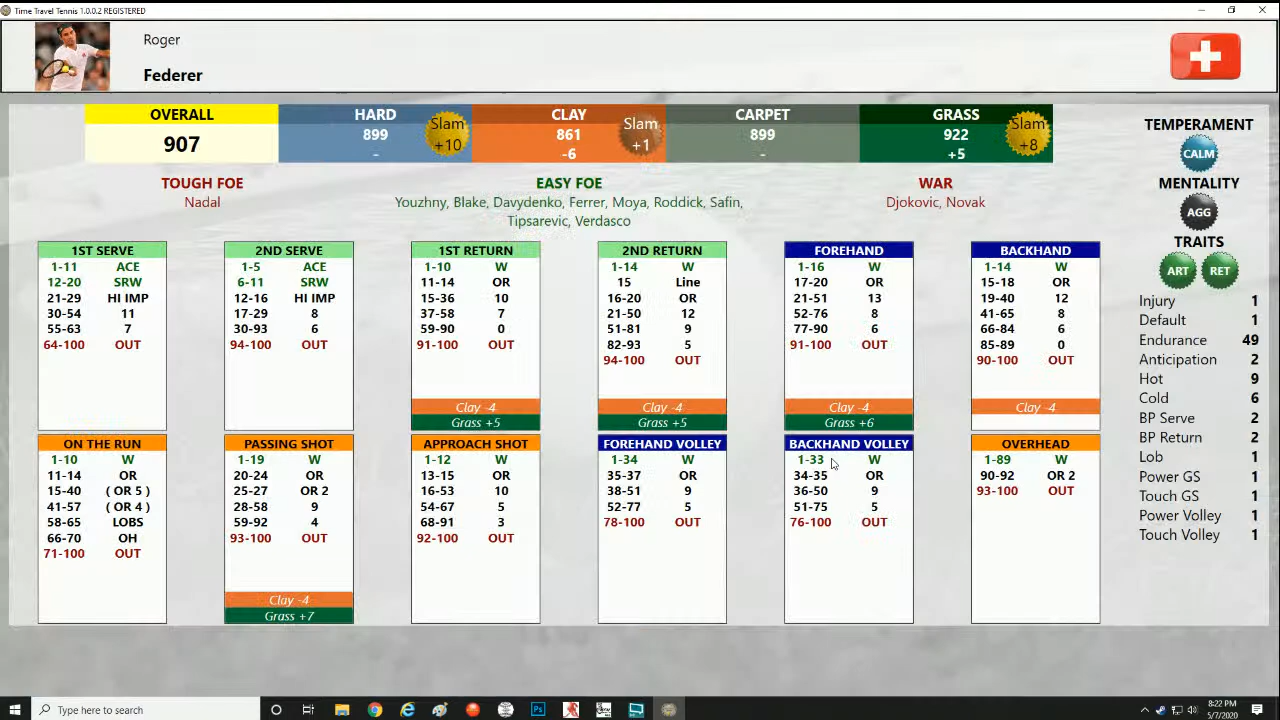 Time Travel Tennis 1.0.0.2 REGISTERED
Roger
Federer
OVERALL
907
HARD
899
-
Slam
+10
CLAY
861
-6
Slam
+1
CARPET
899
-
GRASS
922
+5
Slam
+8
TOUGH FOE
Nadal
EASY FOE
Youzhny, Blake, Davydenko, Ferrer, Moya, Roddick, Safin,
Tipsarevic, Verdasco
WAR
Djokovic, Novak
TEMPERAMENT
CALM
MENTALITY
AGG
TRAITS
ART RET
Injury 1
Default 1
Endurance 49
Anticipation 2
Hot 9
Cold 6
BP Serve 2
BP Return 2
Lob 1
Power GS 1
Touch GS 1
Power Volley 1
Touch Volley 1
1ST SERVE
1-11 ACE
12-20 SRW
21-29 HI IMP
30-54 11
55-63 7
64-100 OUT
2ND SERVE
1-5 ACE
6-11 SRW
12-16 HI IMP
17-29 8
30-93 6
94-100 OUT
1ST RETURN
1-10 W
11-14 OR
15-36 10
37-58 7
59-90 0
91-100 OUT
Clay -4
Grass +5
2ND RETURN
1-14 W
15 Line
16-20 OR
21-50 12
51-81 9
82-93 5
94-100 OUT
Clay -4
Grass +5
FOREHAND
1-16 W
17-20 OR
21-51 13
52-76 8
77-90 6
91-100 OUT
Clay -4
Grass +6
BACKHAND
1-14 W
15-18 OR
19-40 12
41-65 8
66-84 6
85-89 0
90-100 OUT
Clay -4
ON THE RUN
1-10 W
11-14 OR
15-40 ( OR 5 )
41-57 ( OR 4 )
58-65 LOBS
66-70 OH
71-100 OUT
PASSING SHOT
1-19 W
20-24 OR
25-27 OR 2
28-58 9
59-92 4
93-100 OUT
Clay -4
Grass +7
APPROACH SHOT
1-12 W
13-15 OR
16-53 10
54-67 5
68-91 3
92-100 OUT
FOREHAND VOLLEY
1-34 W
35-37 OR
38-51 9
52-77 5
78-100 OUT
BACKHAND VOLLEY
1-33 W
34-35 OR
36-50 9
51-75 5
76-100 OUT
OVERHEAD
1-89 W
90-92 OR 2
93-100 OUT
Type here to search
8:22 PM
5/7/2020